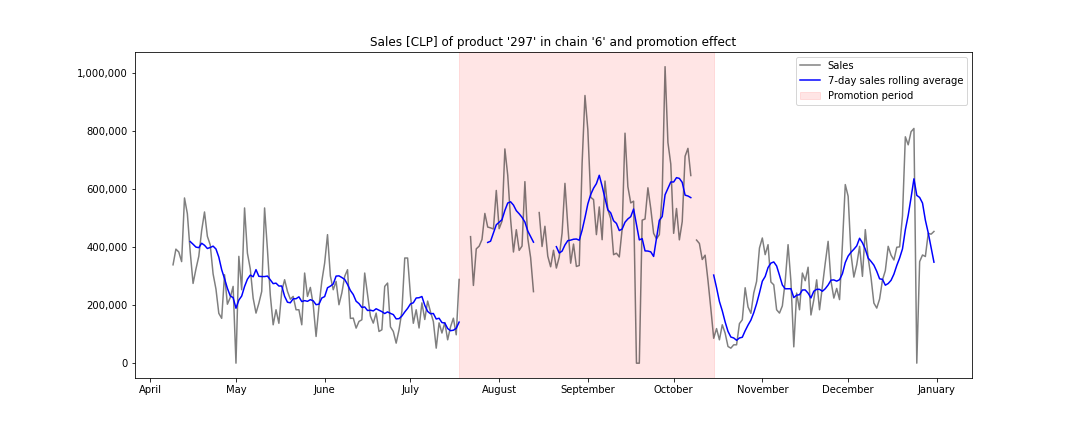 Sales [CLP] of product '297' in chain '6' and promotion effect
1,000,000
800,000
600,000
400,000
200,000
0
Sales
7-day sales rolling average
Promotion period
April
May
June
July
August
September
October
November
December
January